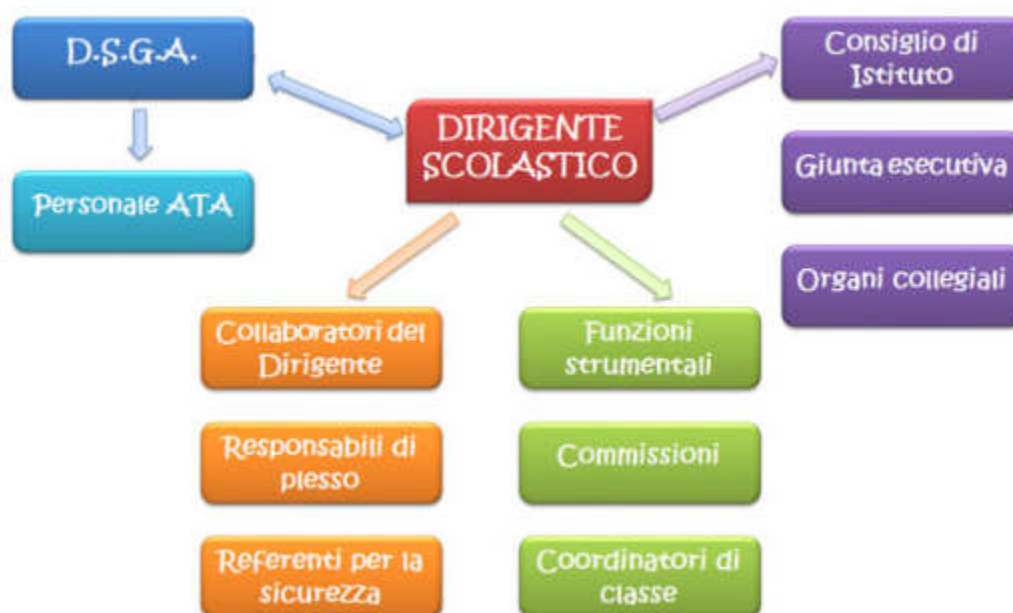 D.S.G.A.
Personale ATA
DIRIGENTE
SCOLASTICO
Consiglio di
Istituto
Giunta esecutiva
Organi collegiali
Collaboratori del
Dirigente
Responsabili di
plesso
Referenti per la
sicurezza
Funzioni
strumentali
Commissioni
Coordinatori di
classe